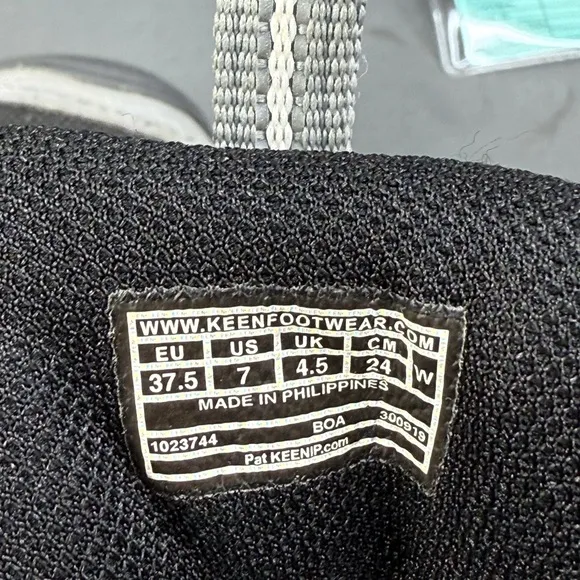 WWW.KEENFOOTWEAR.COM
EU US UK CM W
37.5 7 4.5 24
MADE IN PHILIPPINES
1023744 BOA 300919
Pat KEENIP.com